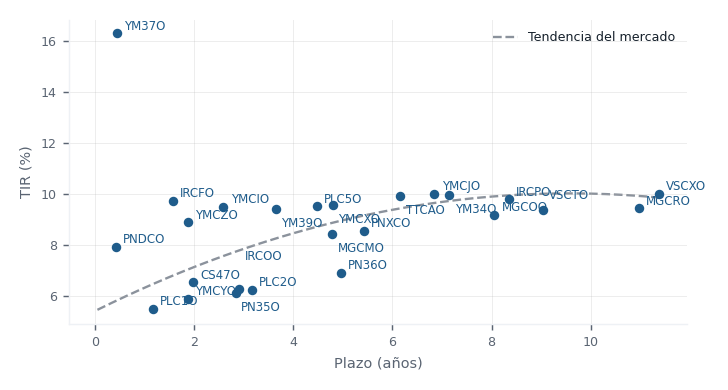 YM37O
Tendencia del mercado
16
14
12
10
8
6
TIR (%)
IRCFO
YMCIO
PLC5O
YMCJO
IRCPO
VSCTO
VSCXO
MGCRO
YMCZO
YM39O
YMCXO
PNXCO
TTCAO
YM34O
MGCOO
PNDCO
IRCOO
MGCMO
PN36O
CS47O
PLC2O
YMCYO
PLC1O
PN35O
0
2
4
6
8
10
Plazo (años)